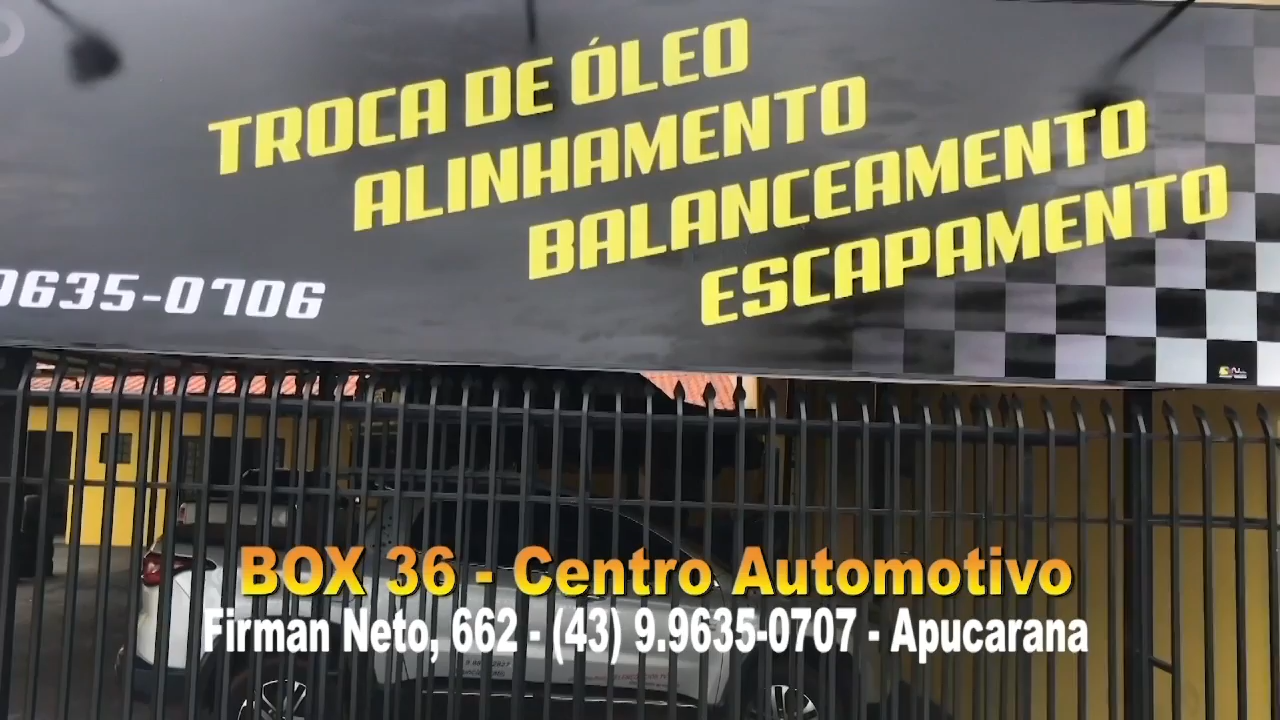 TROCA DE ÓLEO
ALINHAMENTO
BALANCEAMENTO
ESCAPAMENTO
9635-0706
BOX 36 - Centro Automotivo
Firman Neto, 662 - (43) 9.9635-0707 - Apucarana